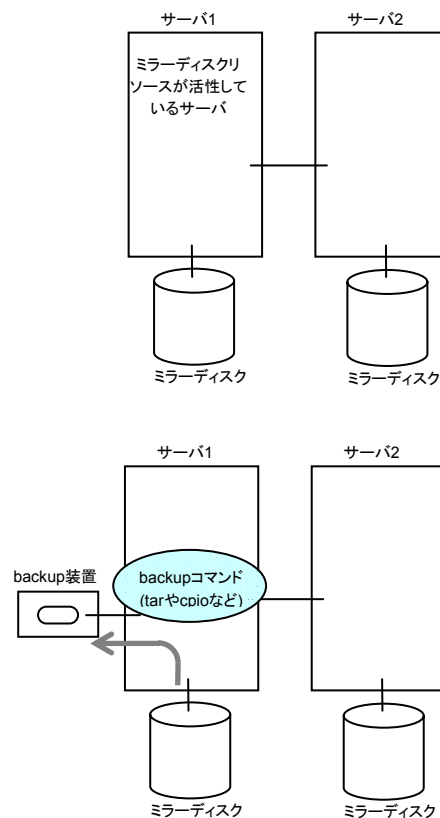 サーバ1
サーバ2
ミラーディスクリ
ソースが活性して
いるサーバ
ミラーディスク
ミラーディスク
サーバ1
サーバ2
backup装置
backupコマンド
(tarやcpioなど)
ミラーディスク
ミラーディスク